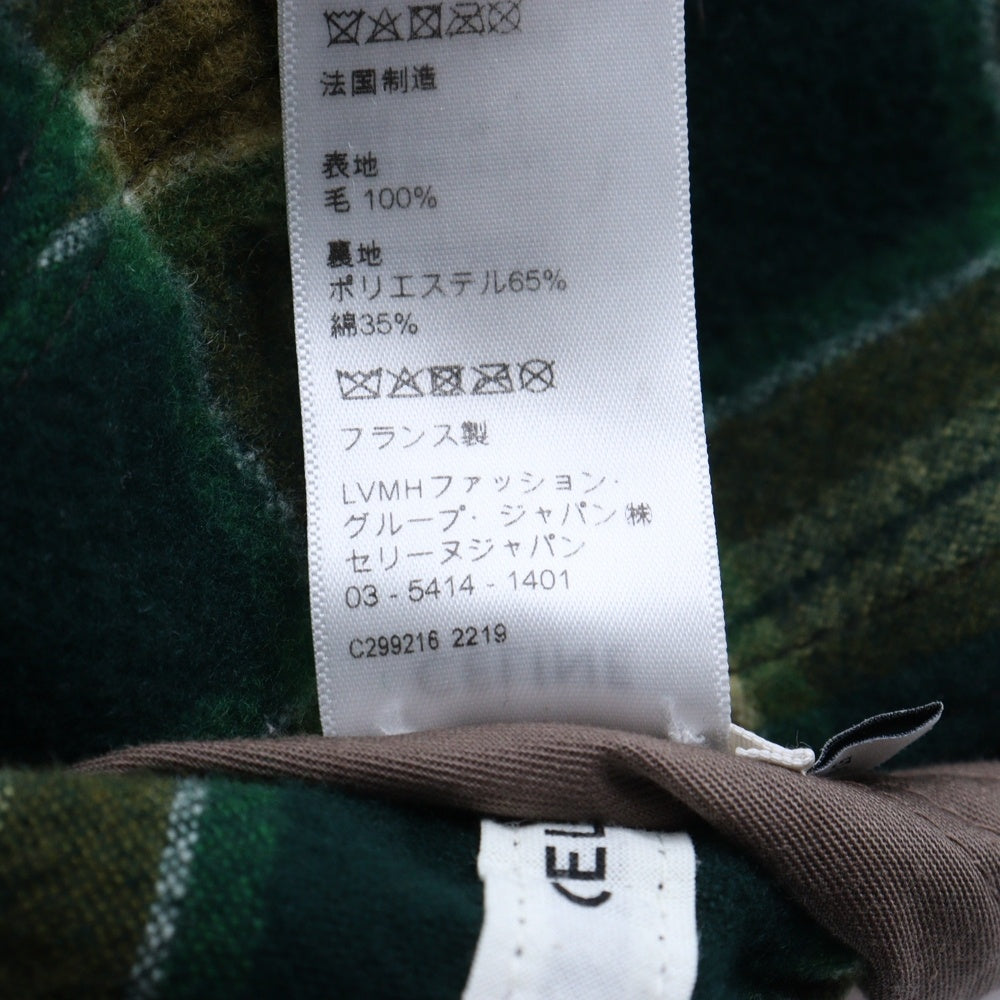 法国制造
表地
毛 100%
裏地
ポリエステル65%
綿35%
フランス製
LVMHファッション・
グループ・ジャパン㈱
セリーヌジャパン
03 - 5414 - 1401
C299216 2219